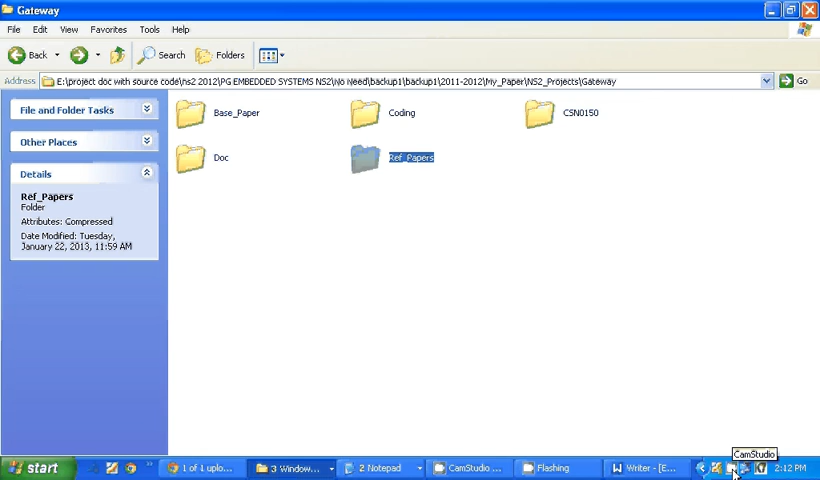 Gateway
File Edit View Favorites Tools Help
Back Search Folders
Address E:\project doc with source code\ns2 2012\PG EMBEDDED SYSTEMS NS2\No Need\backup1\backup1\2011-2012\My_Paper\NS2_Projects\Gateway Go
File and Folder Tasks
Other Places
Details
Ref_Papers
Folder
Attributes: Compressed
Date Modified: Tuesday,
January 22, 2013, 11:59 AM
Base_Paper Coding CSN0150
Doc Ref_Papers
CamStudio
start 1 of 1 uplo... 3 Window... 2 Notepad CamStudio ... Flashing Writer - [E... 2:12 PM